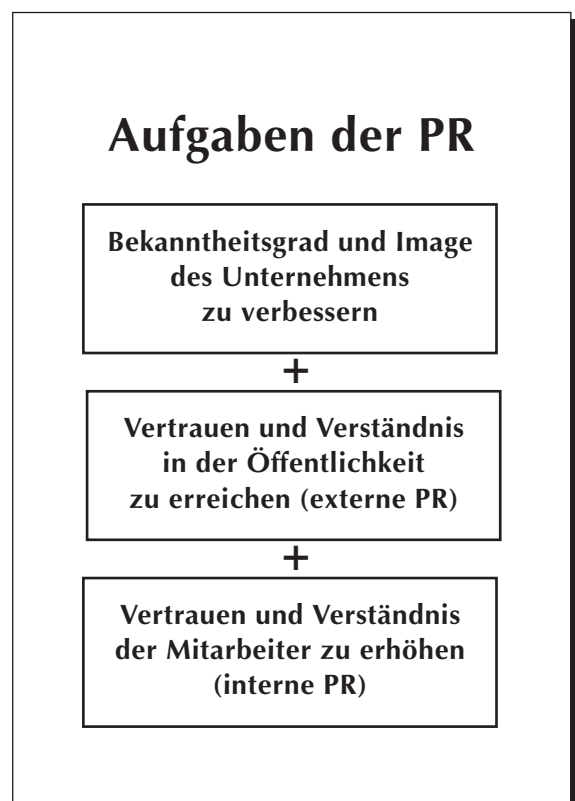 Aufgaben der PR
Bekanntheitsgrad und Image
des Unternehmens
zu verbessern
+
Vertrauen und Verständnis
in der Öffentlichkeit
zu erreichen (externe PR)
+
Vertrauen und Verständnis
der Mitarbeiter zu erhöhen
(interne PR)